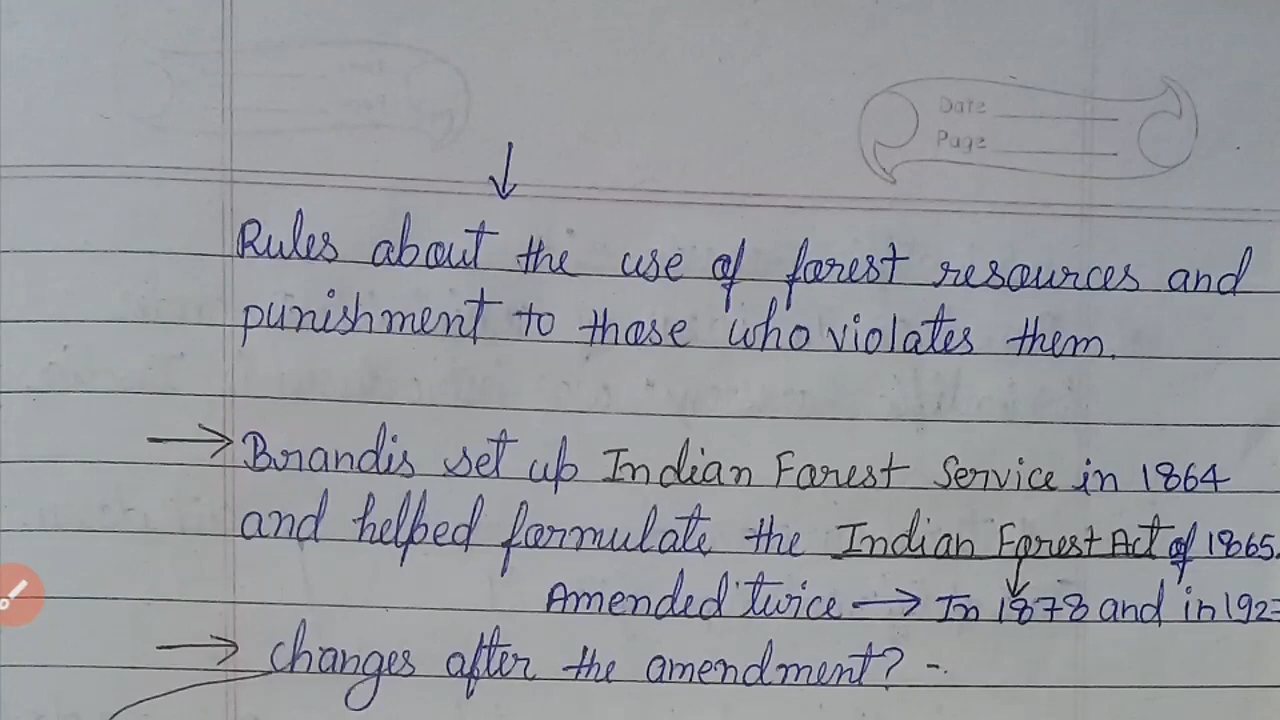 Date
Page
↓
Rules about the use of forest resources and
punishment to those who violates them.
→ Brandis set up Indian Forest Service in 1864
and helped formulate the Indian Forest Act of 1865.
Amended twice → In 1878 and in 192
→ Changes after the amendment? -